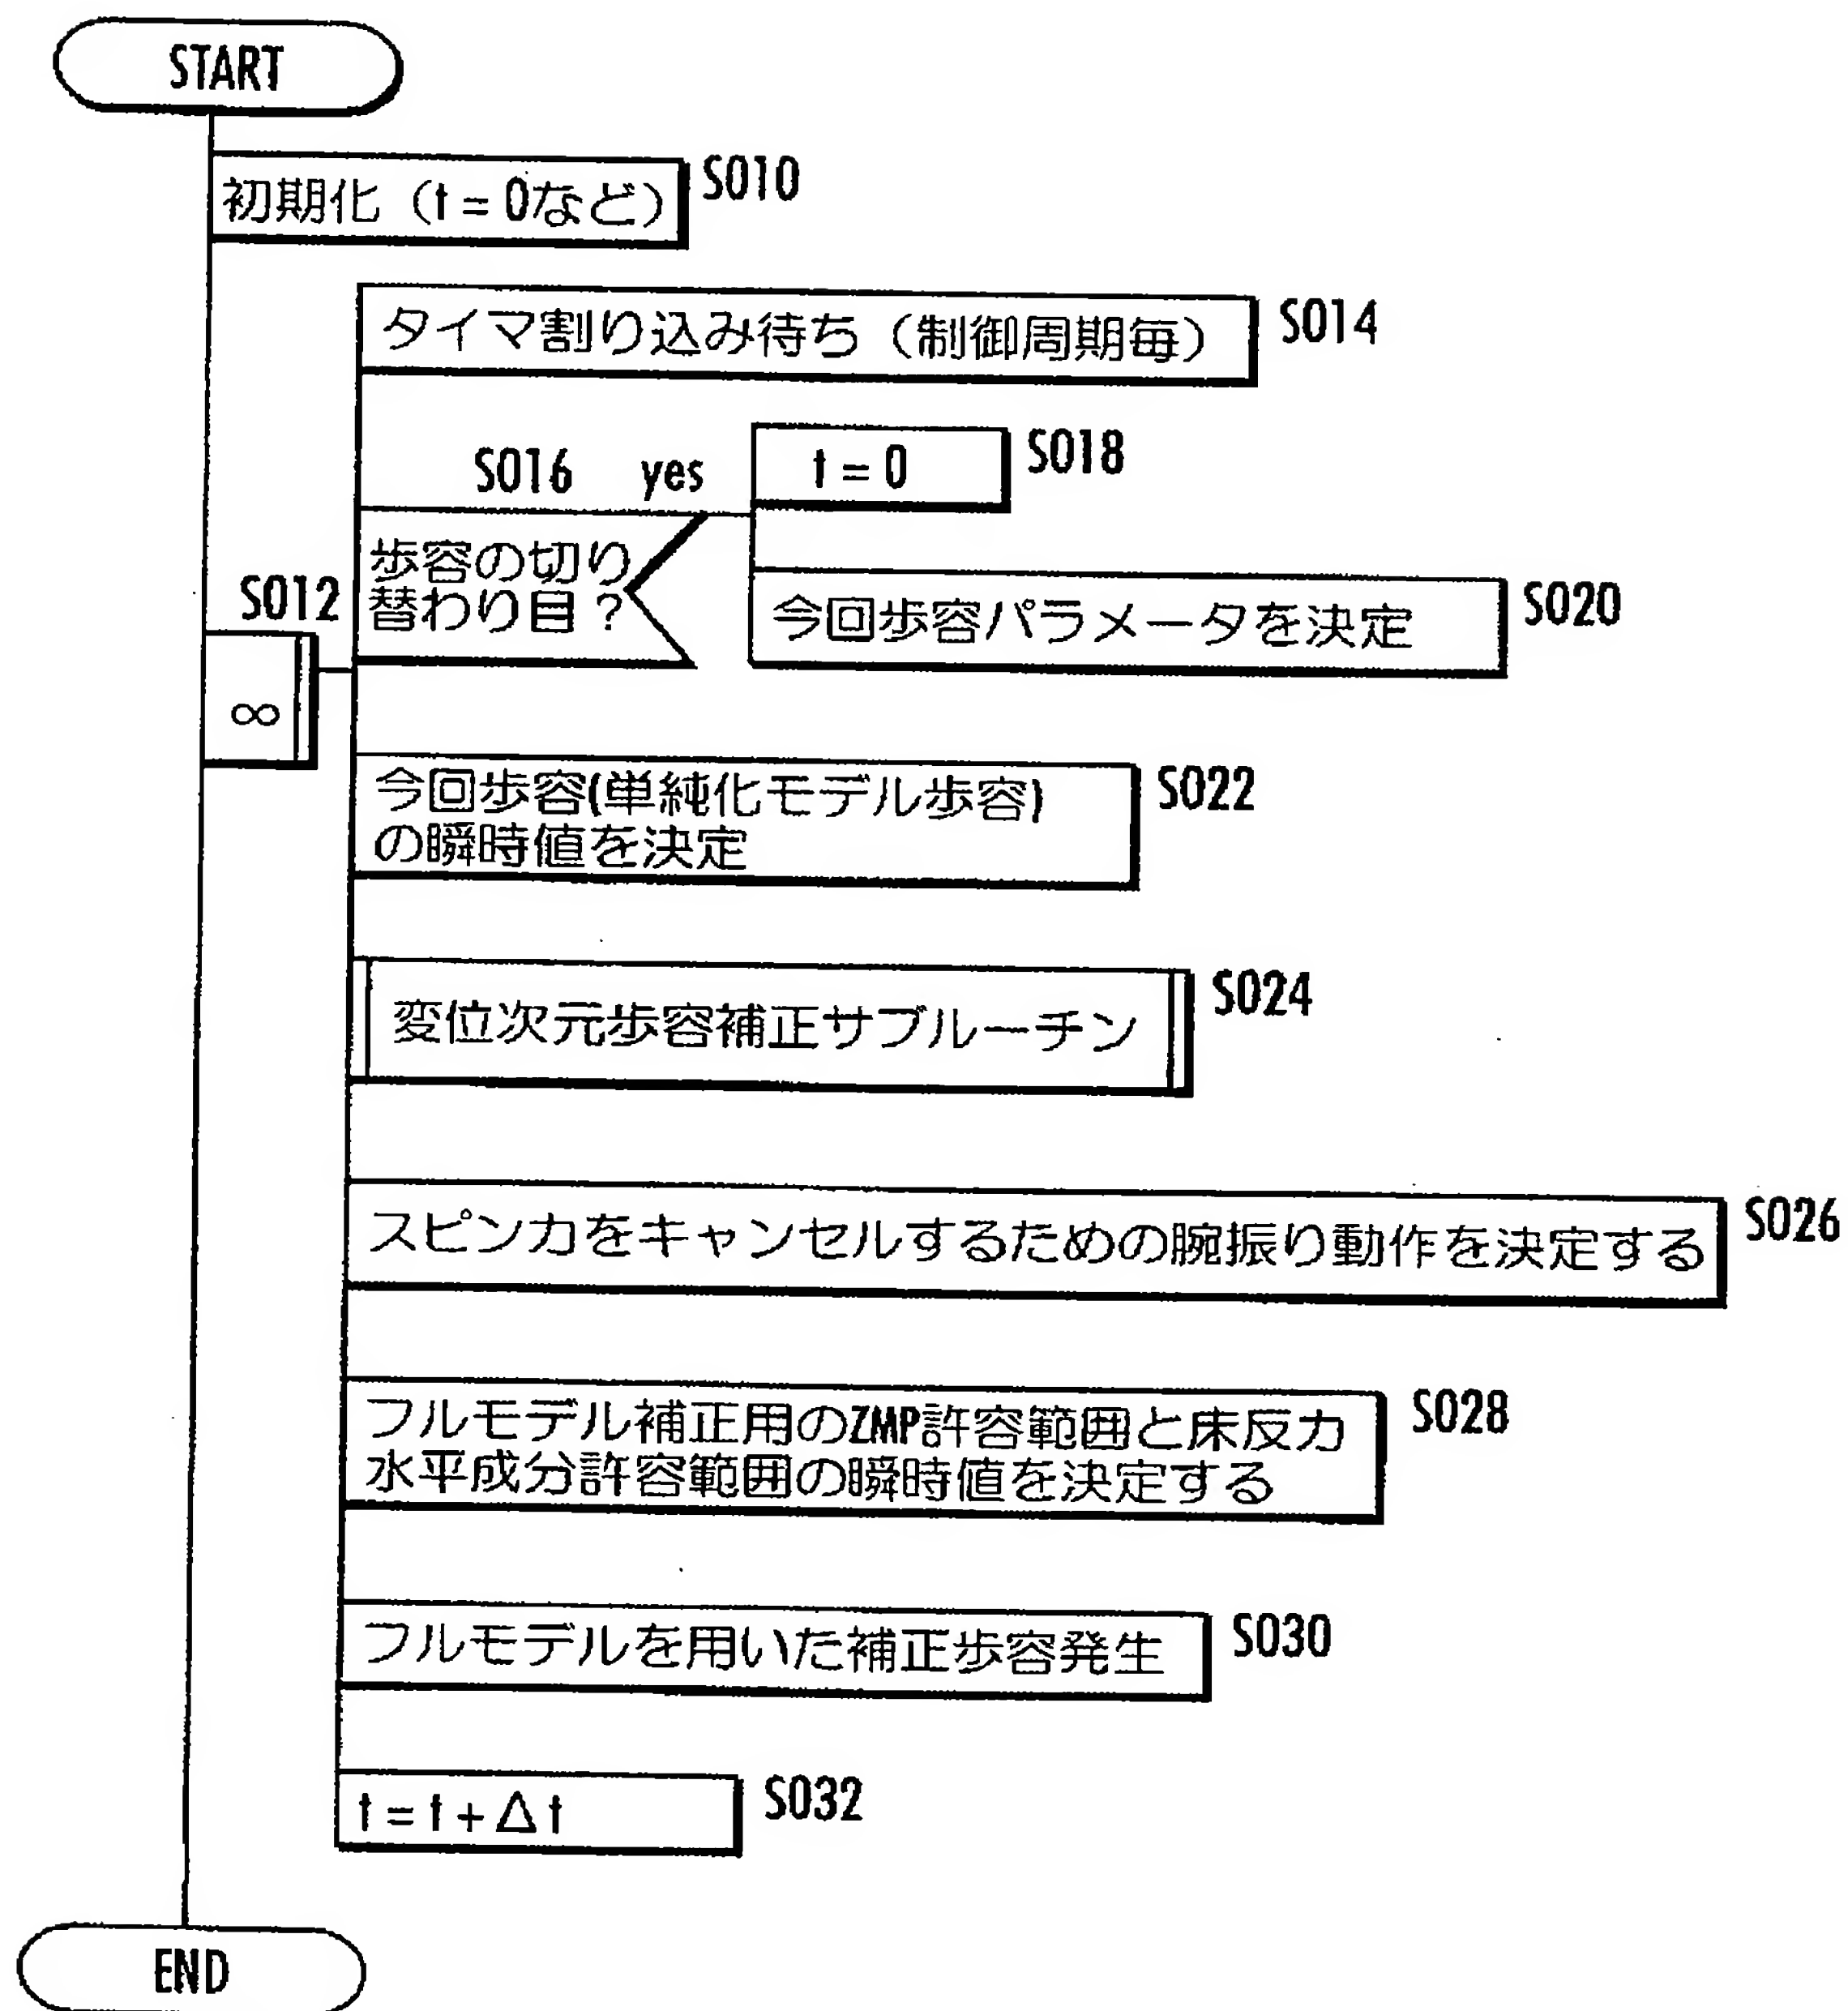 START
初期化（t = 0など）
S010
タイマ割り込み待ち（制御周期毎）
S014
S016
yes
t = 0
S018
歩容の切り
替わり目？
今回歩容パラメータを決定
S020
S012
∞
今回歩容(単純化モデル歩容)
の瞬時値を決定
S022
変位次元歩容補正サブルーチン
S024
スピン力をキャンセルするための腕振り動作を決定する
S026
フルモデル補正用のZMP許容範囲と床反力
水平成分許容範囲の瞬時値を決定する
S028
フルモデルを用いた補正歩容発生
S030
t = t + Δt
S032
END